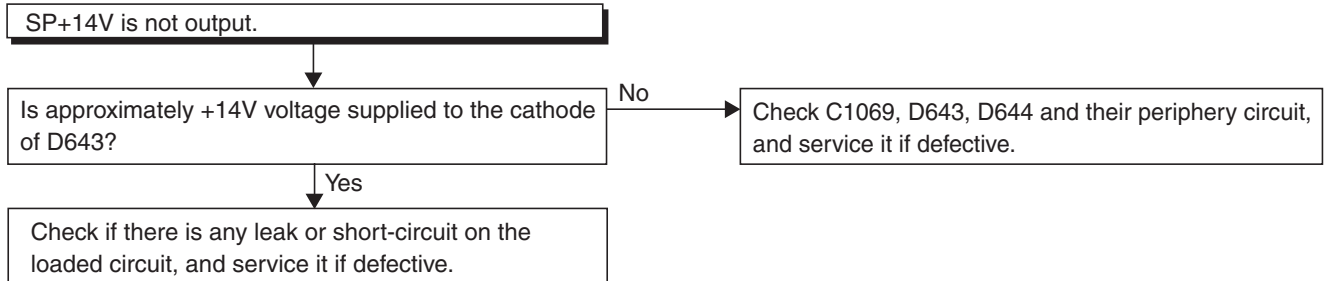 SP+14V is not output.
Is approximately +14V voltage supplied to the cathode
of D643?
No
Check C1069, D643, D644 and their periphery circuit,
and service it if defective.
Yes
Check if there is any leak or short-circuit on the
loaded circuit, and service it if defective.